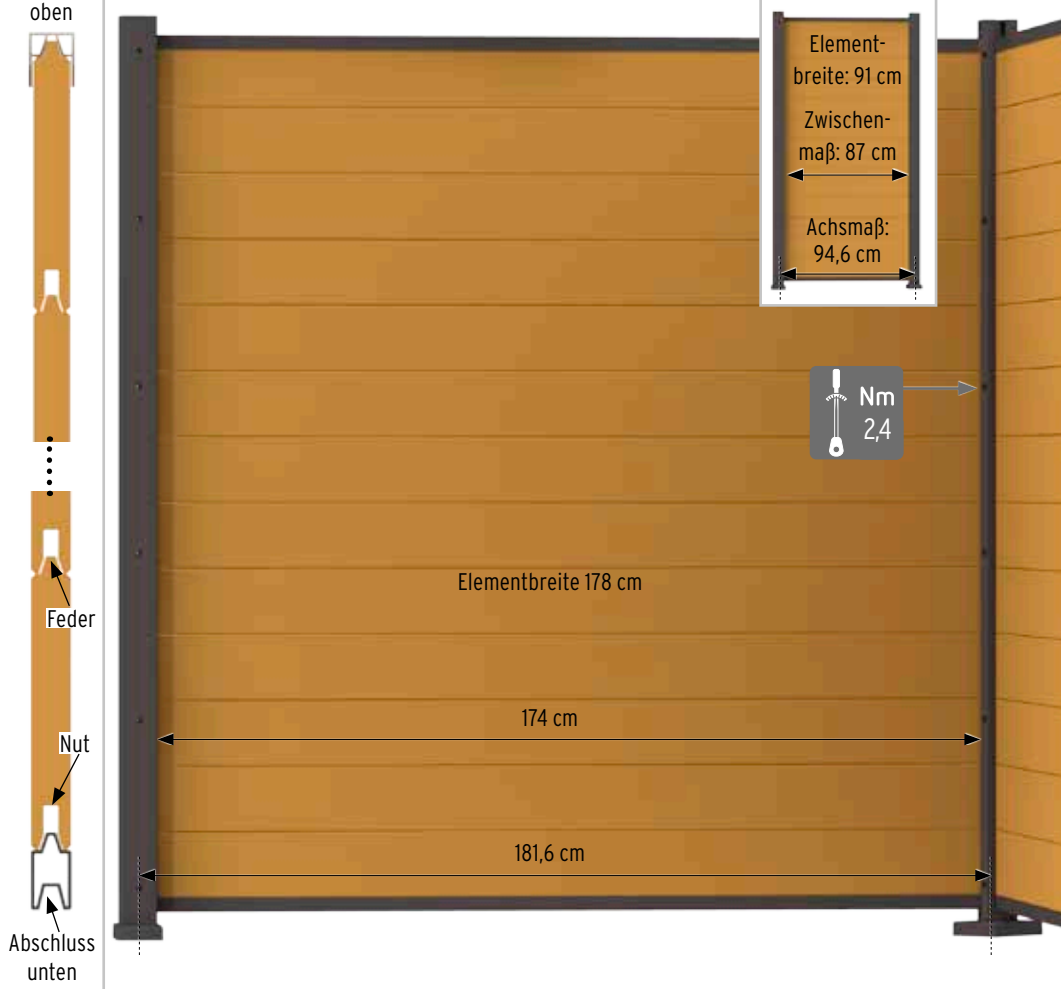 oben
Feder
Nut
Abschluss
unten
Element-
breite: 91 cm
Zwischen-
maß: 87 cm
Achsmaß:
94,6 cm
Nm
2,4
Elementbreite 178 cm
174 cm
181,6 cm